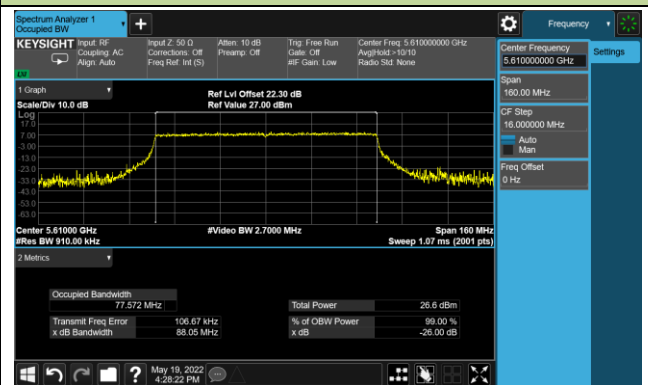 Spectrum Analyzer 1
Occupied BW
Frequency
KEYSIGHT
Input: RF
Coupling: AC
Align: Auto
Input Z: 50 Ω
Corrections: Off
Freq Ref: Int (S)
Atten: 10 dB
Preamp: Off
Trig: Free Run
Gate: Off
#IF Gain: Low
Center Freq: 5.610000000 GHz
Avg|Hold:>10/10
Radio Std: None
Center Frequency
5.610000000 GHz
Settings
Span
160.00 MHz
CF Step
16.000000 MHz
Auto
Man
Freq Offset
0 Hz
1 Graph
Scale/Div 10.0 dB
Ref Lvl Offset 22.30 dB
Ref Value 27.00 dBm
Log
17.0
7.00
-3.00
-13.0
-23.0
-33.0
-43.0
-53.0
-63.0
Center 5.61000 GHz
#Res BW 910.00 kHz
#Video BW 2.7000 MHz
Span 160 MHz
Sweep 1.07 ms (2001 pts)
2 Metrics
Occupied Bandwidth
77.572 MHz
Total Power 26.6 dBm
Transmit Freq Error 106.67 kHz
% of OBW Power 99.00 %
x dB Bandwidth 88.05 MHz
x dB -26.00 dB
May 19, 2022
4:28:22 PM